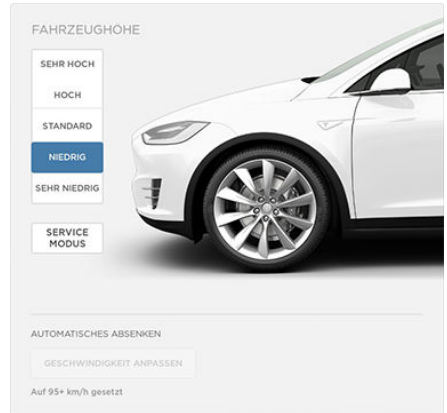 FAHRZEUGHÖHE
SEHR HOCH
HOCH
STANDARD
NIEDRIG
SEHR NIEDRIG
SERVICE
MODUS
AUTOMATISCHES ABSENKEN
GESCHWINDIGKEIT ANPASSEN
Auf 95+ km/h gesetzt